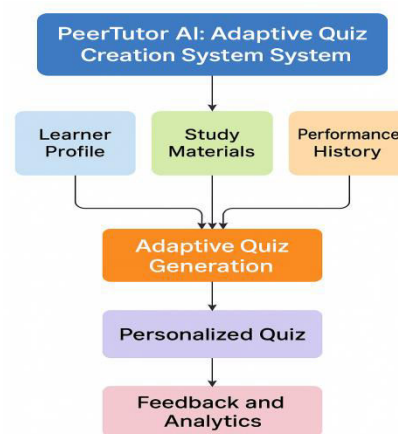 PeerTutor AI: Adaptive Quiz
Creation System System
Learner
Profile
Study
Materials
Performance
History
Adaptive Quiz
Generation
Personalized Quiz
Feedback and
Analytics